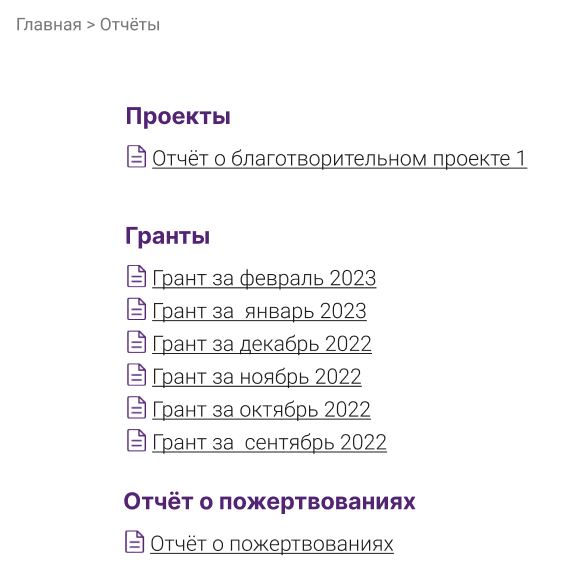 Главная > Отчёты
Проекты
Отчёт о благотворительном проекте 1
Гранты
Грант за февраль 2023
Грант за  январь 2023
Грант за декабрь 2022
Грант за ноябрь 2022
Грант за октябрь 2022
Грант за  сентябрь 2022
Отчёт о пожертвованиях
Отчёт о пожертвованиях